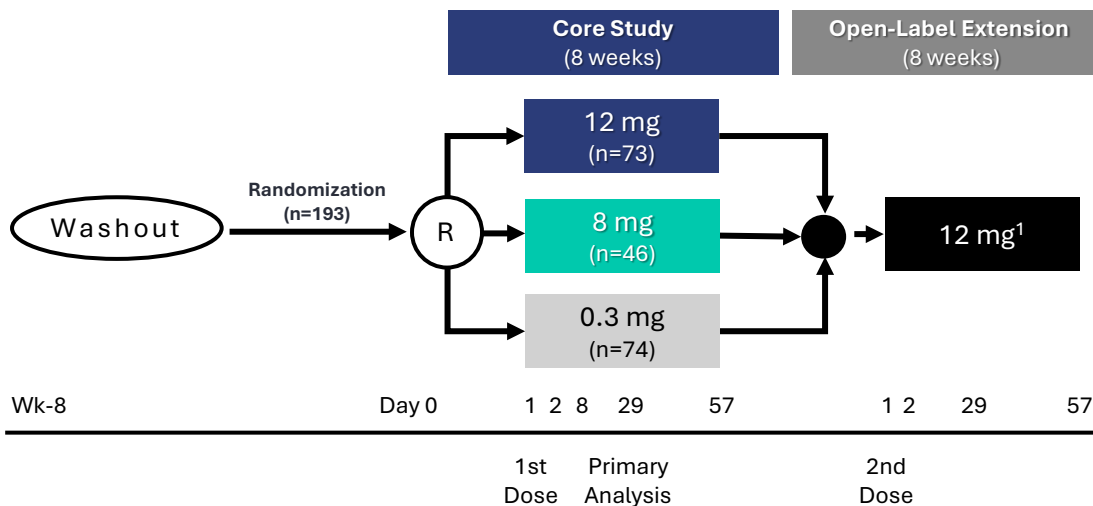 Core Study
(8 weeks)
Open-Label Extension
(8 weeks)
12 mg
(n=73)
Randomization
(n=193)
Washout
R
8 mg
(n=46)
12 mg¹
0.3 mg
(n=74)
Wk-8 Day 0 1 2 8 29 57 1 2 29 57
1st
Dose
Primary
Analysis
2nd
Dose